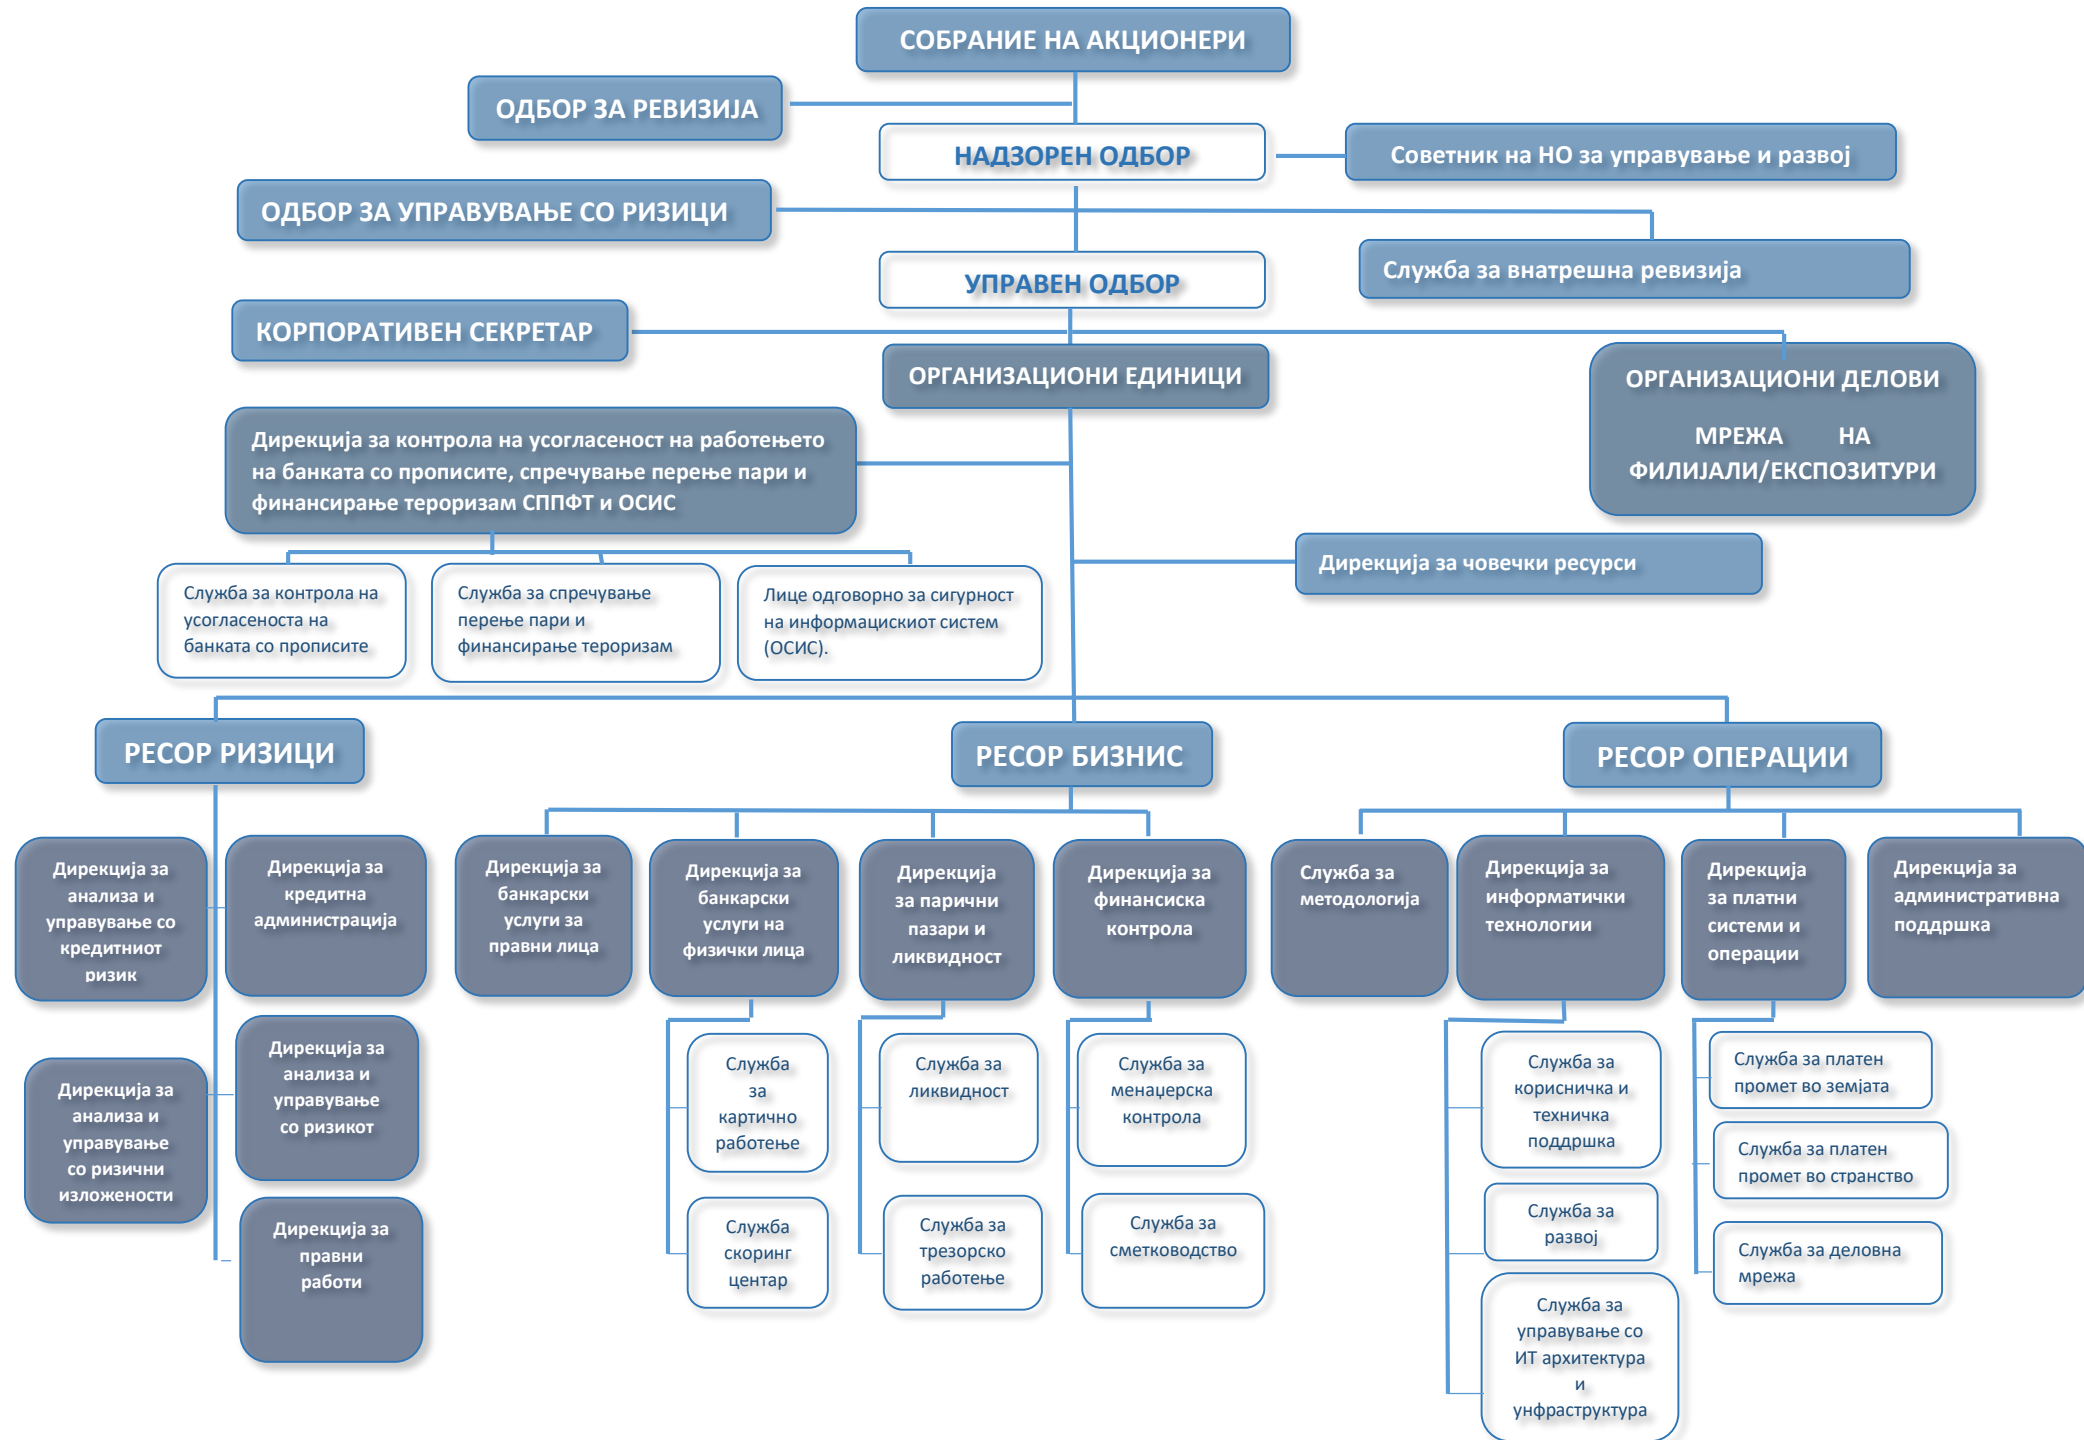 СОБРАНИЕ НА АКЦИОНЕРИ
ОДБОР ЗА РЕВИЗИЈА
НАДЗОРЕН ОДБОР
Советник на НО за управување и развој
ОДБОР ЗА УПРАВУВАЊЕ СО РИЗИЦИ
УПРАВЕН ОДБОР
Служба за внатрешна ревизија
КОРПОРАТИВЕН СЕКРЕТАР
ОРГАНИЗАЦИОНИ ЕДИНИЦИ
ОРГАНИЗАЦИОНИ ДЕЛОВИ
МРЕЖА НА
ФИЛИЈАЛИ/ЕКСПОЗИТУРИ
Дирекција за контрола на усогласеност на работењето
на банката со прописите, спречување перење пари и
финансирање тероризам СППФТ и ОСИС
Дирекција за човечки ресурси
Служба за контрола на
усогласеноста на
банката со прописите
Служба за спречување
перење пари и
финансирање тероризам
Лице одговорно за сигурност
на информацискиот систем
(ОСИС).
РЕСОР РИЗИЦИ
РЕСОР БИЗНИС
РЕСОР ОПЕРАЦИИ
Дирекција за
анализа и
управување со
кредитниот
ризик
Дирекција за
кредитна
администрација
Дирекција за
банкарски
услуги за
правни лица
Дирекција за
банкарски
услуги на
физички лица
Дирекција
за парични
пазари и
ликвидност
Дирекција за
финансиска
контрола
Служба за
методологија
Дирекција за
информатички
технологии
Дирекција
за платни
системи и
операции
Дирекција за
административна
поддршка
Дирекција за
анализа и
управување
со ризични
изложености
Дирекција за
анализа и
управување
со ризикот
Дирекција за
правни
работи
Служба
за
картично
работење
Служба
скоринг
центар
Служба за
ликвидност
Служба за
трезорско
работење
Служба за
менаџерска
контрола
Служба за
сметководство
Служба за
корисничка и
техничка
поддршка
Служба за
развој
Служба за
управување со
ИТ архитектура
и
унфраструктура
Служба за платен
промет во земјата
Служба за платен
промет во странство
Служба за деловна
мрежа